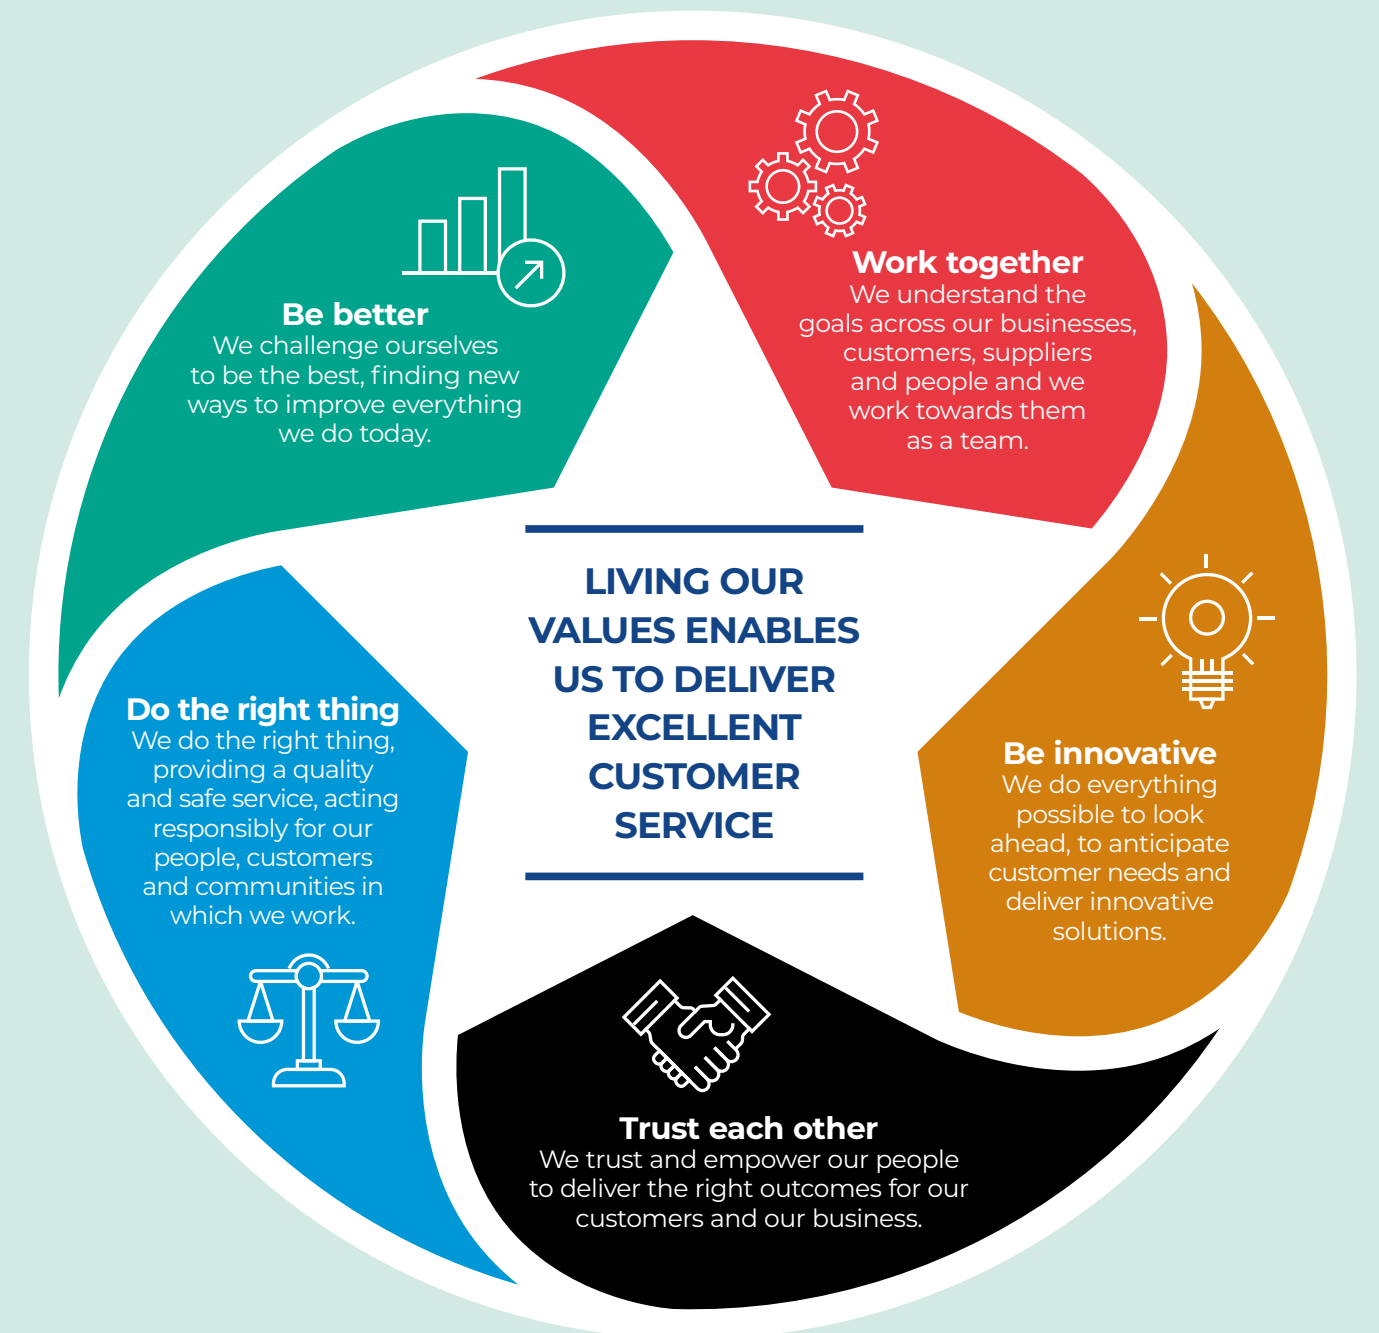 Work together
We understand the
goals across our businesses,
customers, suppliers
and people and we
work towards them
as a team.
Be better
We challenge ourselves
to be the best, finding new
ways to improve everything
we do today.
LIVING OUR
VALUES ENABLES
US TO DELIVER
EXCELLENT
CUSTOMER
SERVICE
Do the right thing
We do the right thing,
providing a quality
and safe service, acting
responsibly for our
people, customers
and communities in
which we work.
Be innovative
We do everything
possible to look
ahead, to anticipate
customer needs and
deliver innovative
solutions.
Trust each other
We trust and empower our people
to deliver the right outcomes for our
customers and our business.